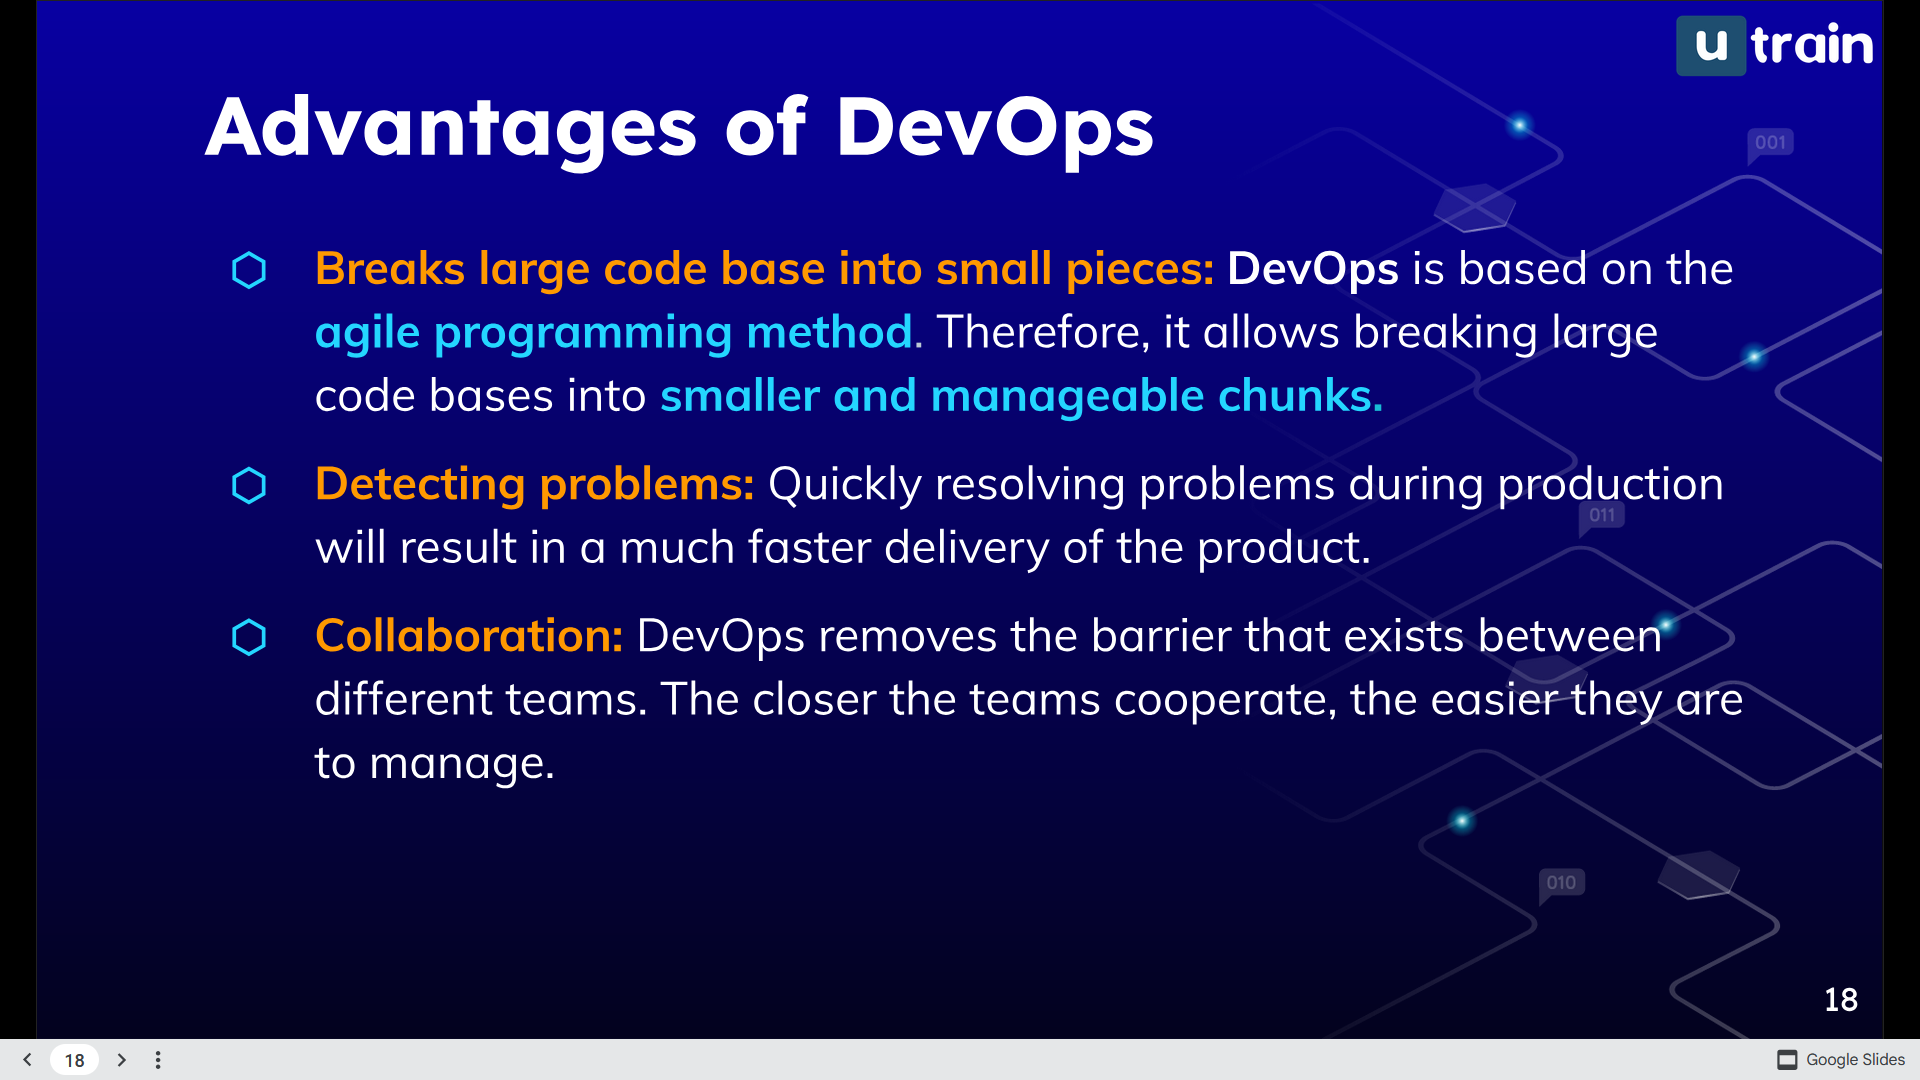 u train
Advantages of DevOps
001
Breaks large code base into small pieces: DevOps is based on the
agile programming method. Therefore, it allows breaking large
code bases into smaller and manageable chunks.
Detecting problems: Quickly resolving problems during production
011
will result in a much faster delivery of the product.
Collaboration: DevOps removes the barrier that exists between
different teams. The closer the teams cooperate, the easier they are
to manage.
010
18
18
Google Slides